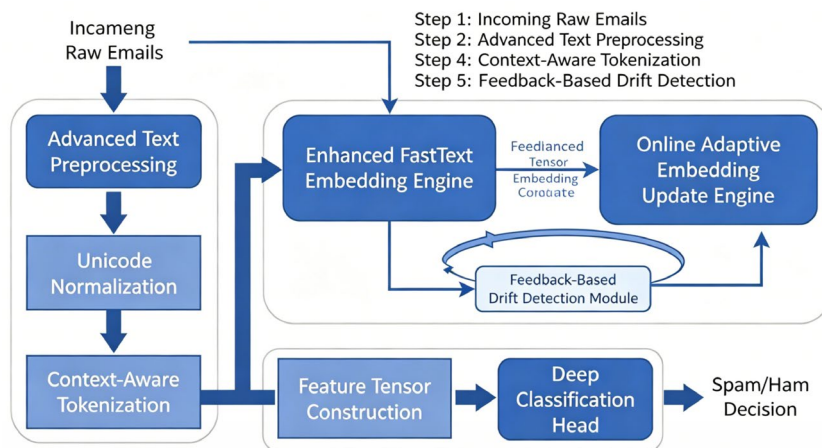 Incameng
Raw Emails
Step 1: Incoming Raw Emails
Step 2: Advanced Text Preprocessing
Step 4: Context-Aware Tokenization
Step 5: Feedback-Based Drift Detection
Advanced Text
Preprocessing
Unicode
Normalization
Context-Aware
Tokenization
Enhanced FastText
Embedding Engine
Tensor
Embedding
Online Adaptive
Embedding
Update Engine
Feedback-Based
Drift Detection Module
Feature Tensor
Construction
Deep
Classification
Head
Spam/Ham
Decision